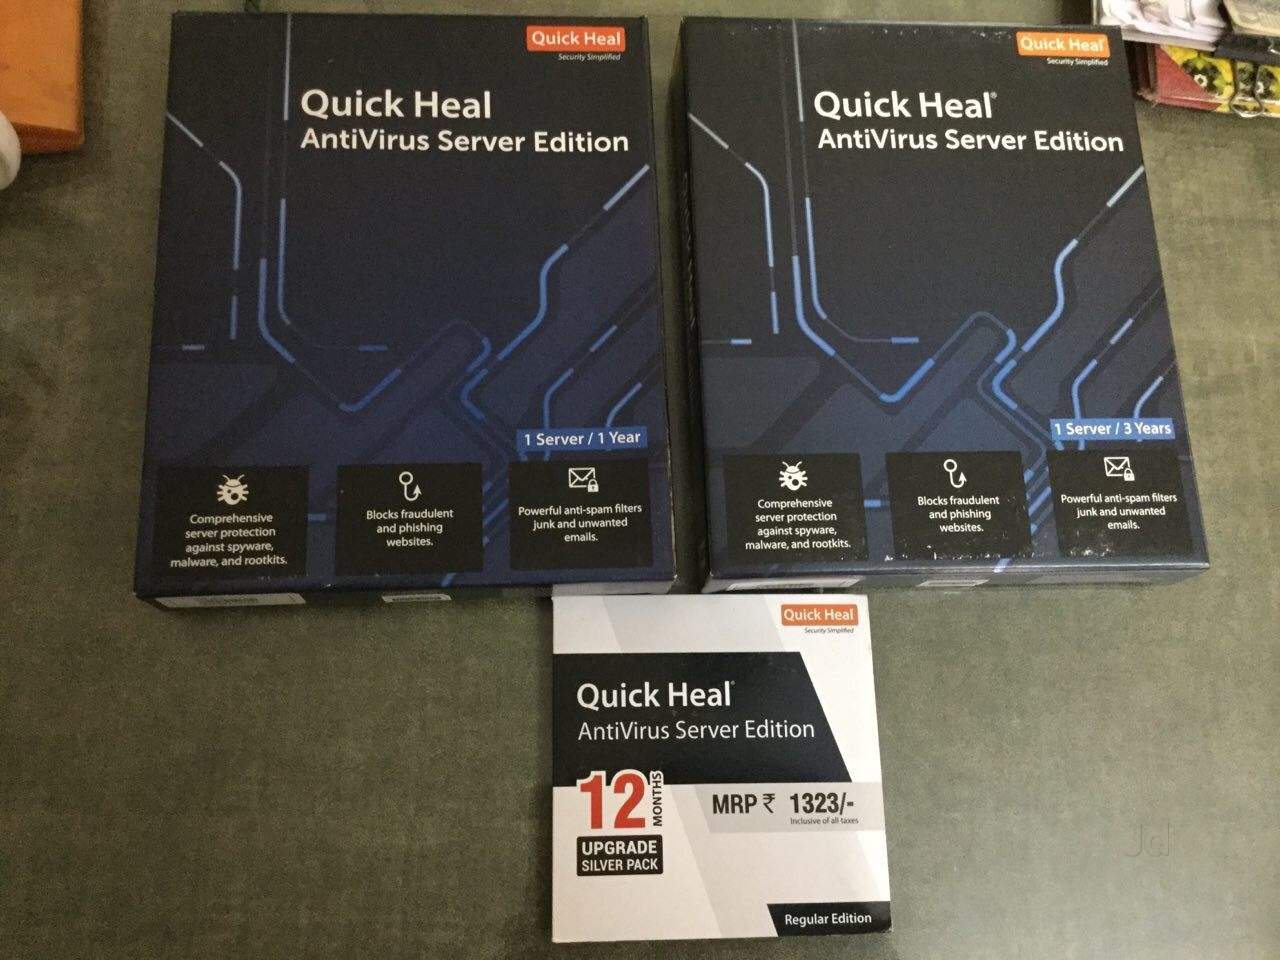 Quick Heal
Security Simplified
Quick Heal
AntiVirus Server Edition
1 Server / 1 Year
Comprehensive
server protection
against spyware,
malware, and rootkits.
Blocks fraudulent
and phishing
websites.
Powerful anti-spam filters
junk and unwanted
emails.
Quick Heal
Security Simplified
Quick Heal®
AntiVirus Server Edition
1 Server / 3 Years
Comprehensive
server protection
against spyware,
malware, and rootkits.
Blocks fraudulent
and phishing
websites.
Powerful anti-spam filters
junk and unwanted
emails.
Quick Heal
Security Simplified
Quick Heal®
AntiVirus Server Edition
12 MONTHS
UPGRADE
SILVER PACK
MRP ₹ 1323/-
Inclusive of all taxes
Regular Edition
Jd